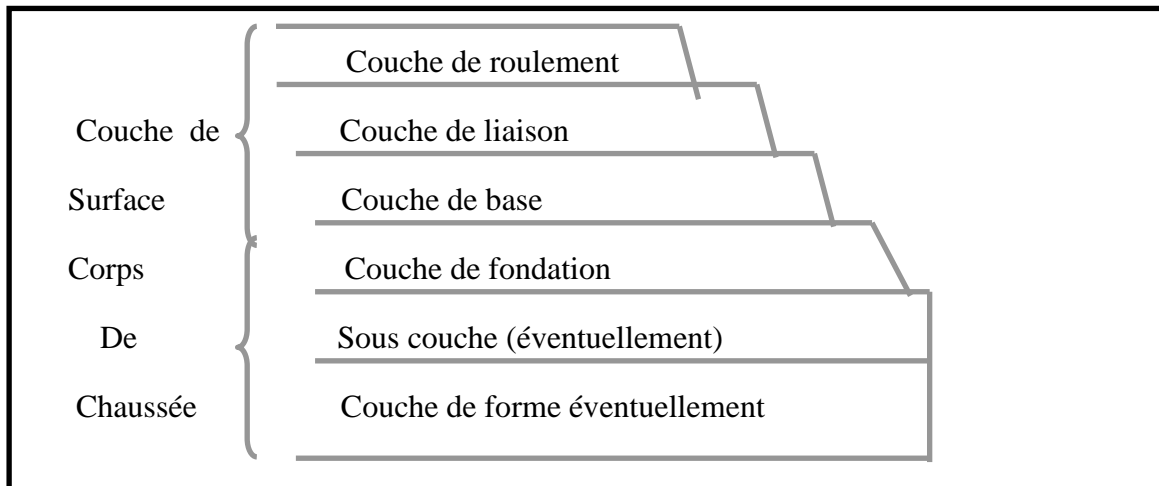 Couche de roulement
Couche de Couche de liaison
Surface Couche de base
Corps Couche de fondation
De Sous couche (éventuellement)
Chaussée Couche de forme éventuellement